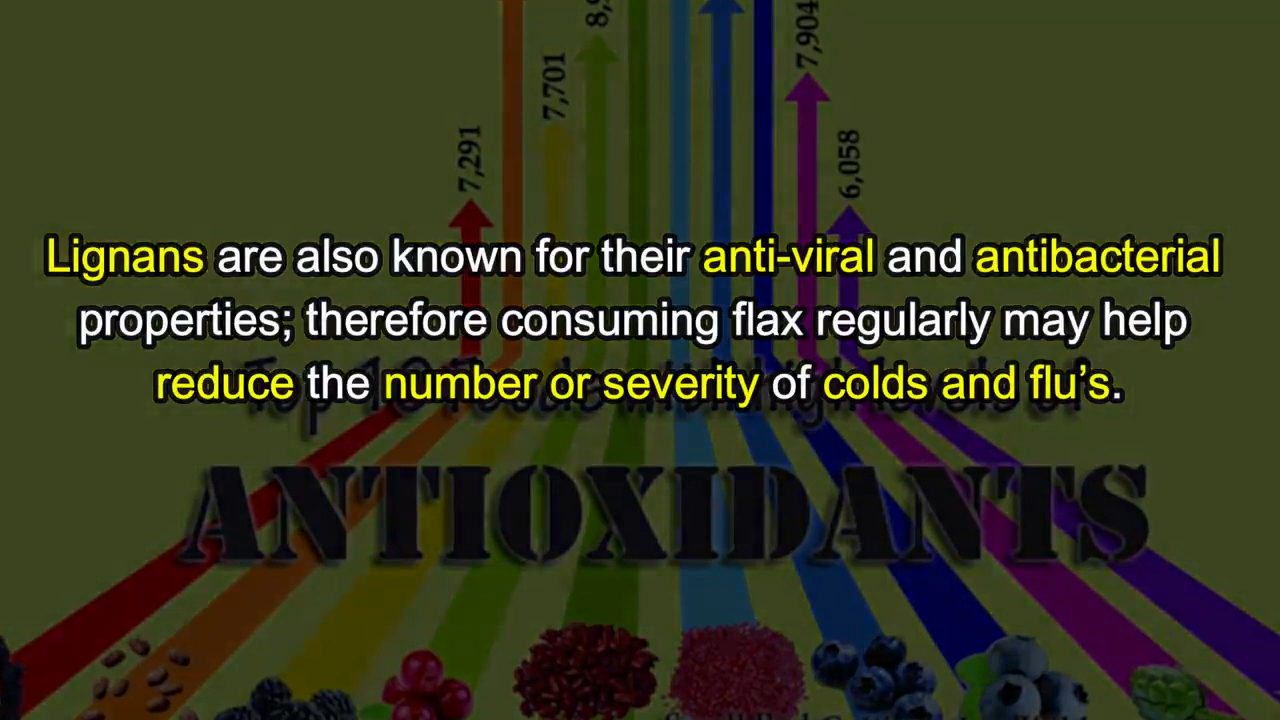 7,291
7,701
7,904
6,058
Lignans are also known for their anti-viral and antibacterial
properties; therefore consuming flax regularly may help
reduce the number or severity of colds and flu’s.
ANTIOXIDANTS